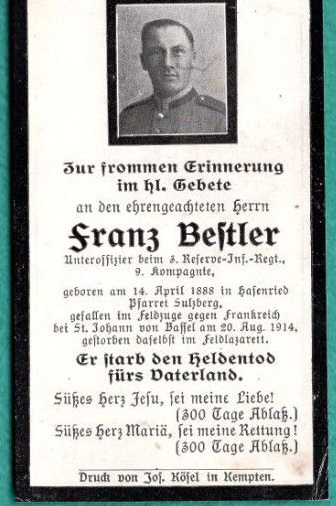 Zur frommen Erinnerung
im hl. Gebete
an den ehrengeachteten Herrn
Franz Bestler
Unteroffizier beim 3. Reserve-Inf.-Regt.,
9. Kompagnie,
geboren am 14. April 1888 in Hasenried
Pfarrei Sulzberg,
gefallen im Feldzuge gegen Frankreich
bei St. Johann von Bassel am 20. Aug. 1914,
gestorben daselbst im Feldlazarett.
Er starb den Heldentod
fürs Vaterland.
Süßes Herz Jesu, sei meine Liebe!
(300 Tage Ablaß.)
Süßes Herz Mariä, sei meine Rettung!
(300 Tage Ablaß.)
Druck von Jos. Kösel in Kempten.